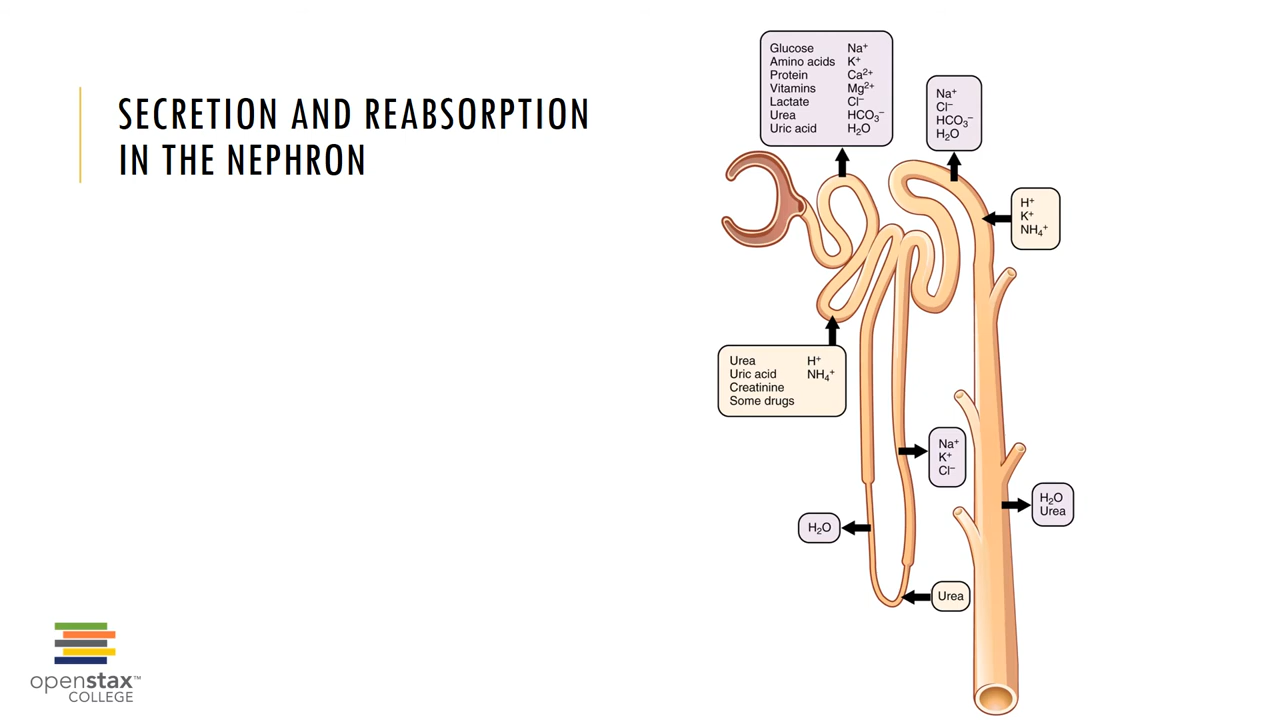 SECRETION AND REABSORPTION
IN THE NEPHRON
Glucose Na⁺
Amino acids K⁺
Protein Ca²⁺
Vitamins Mg²⁺
Lactate Cl⁻
Urea HCO₃⁻
Uric acid H₂O
Na⁺
Cl⁻
HCO₃⁻
H₂O
H⁺
K⁺
NH₄⁺
Urea H⁺
Uric acid NH₄⁺
Creatinine
Some drugs
Na⁺
K⁺
Cl⁻
H₂O
Urea
H₂O
Urea
openstax™
COLLEGE